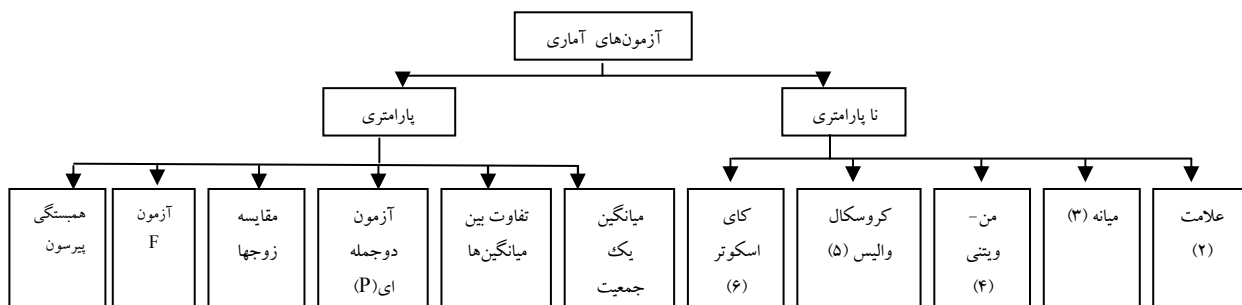 آزمون‌های آماری
نا پارامتری
پارامتری
علامت
(۲)
میانه (۳)
من-
ویتنی
(۴)
کروسکال
والیس (۵)
کای
اسکوتر
(۶)
میانگین
یک
جمعیت
تفاوت بین
میانگین‌ها
آزمون
دوجمله
ای(P)
مقایسه
زوجها
آزمون
F
همبستگی
پیرسون